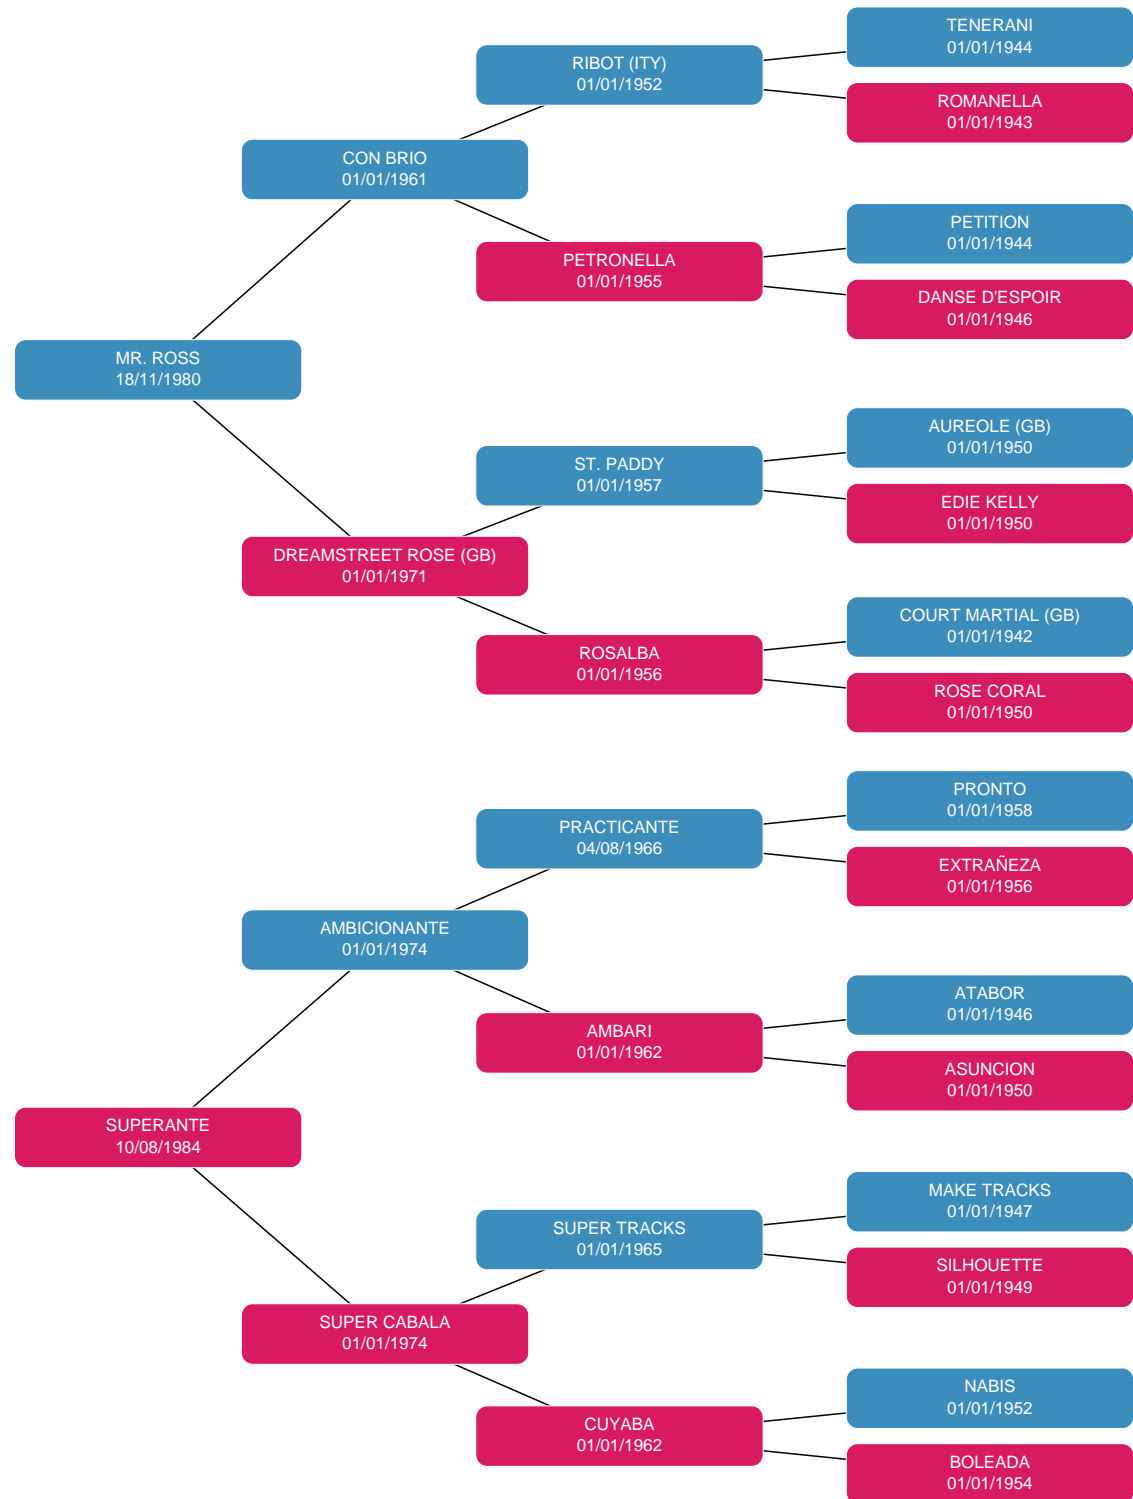 TENERANI
01/01/1944
RIBOT (ITY)
01/01/1952
ROMANELLA
01/01/1943
CON BRIO
01/01/1961
PETITION
01/01/1944
PETRONELLA
01/01/1955
DANSE D'ESPOIR
01/01/1946
MR. ROSS
18/11/1980
AUREOLE (GB)
01/01/1950
ST. PADDY
01/01/1957
EDIE KELLY
01/01/1950
DREAMSTREET ROSE (GB)
01/01/1971
COURT MARTIAL (GB)
01/01/1942
ROSALBA
01/01/1956
ROSE CORAL
01/01/1950
PRONTO
01/01/1958
PRACTICANTE
04/08/1966
EXTRAÑEZA
01/01/1956
AMBICIONANTE
01/01/1974
ATABOR
01/01/1946
AMBARI
01/01/1962
ASUNCION
01/01/1950
SUPERANTE
10/08/1984
MAKE TRACKS
01/01/1947
SUPER TRACKS
01/01/1965
SILHOUETTE
01/01/1949
SUPER CABALA
01/01/1974
NABIS
01/01/1952
CUYABA
01/01/1962
BOLEADA
01/01/1954